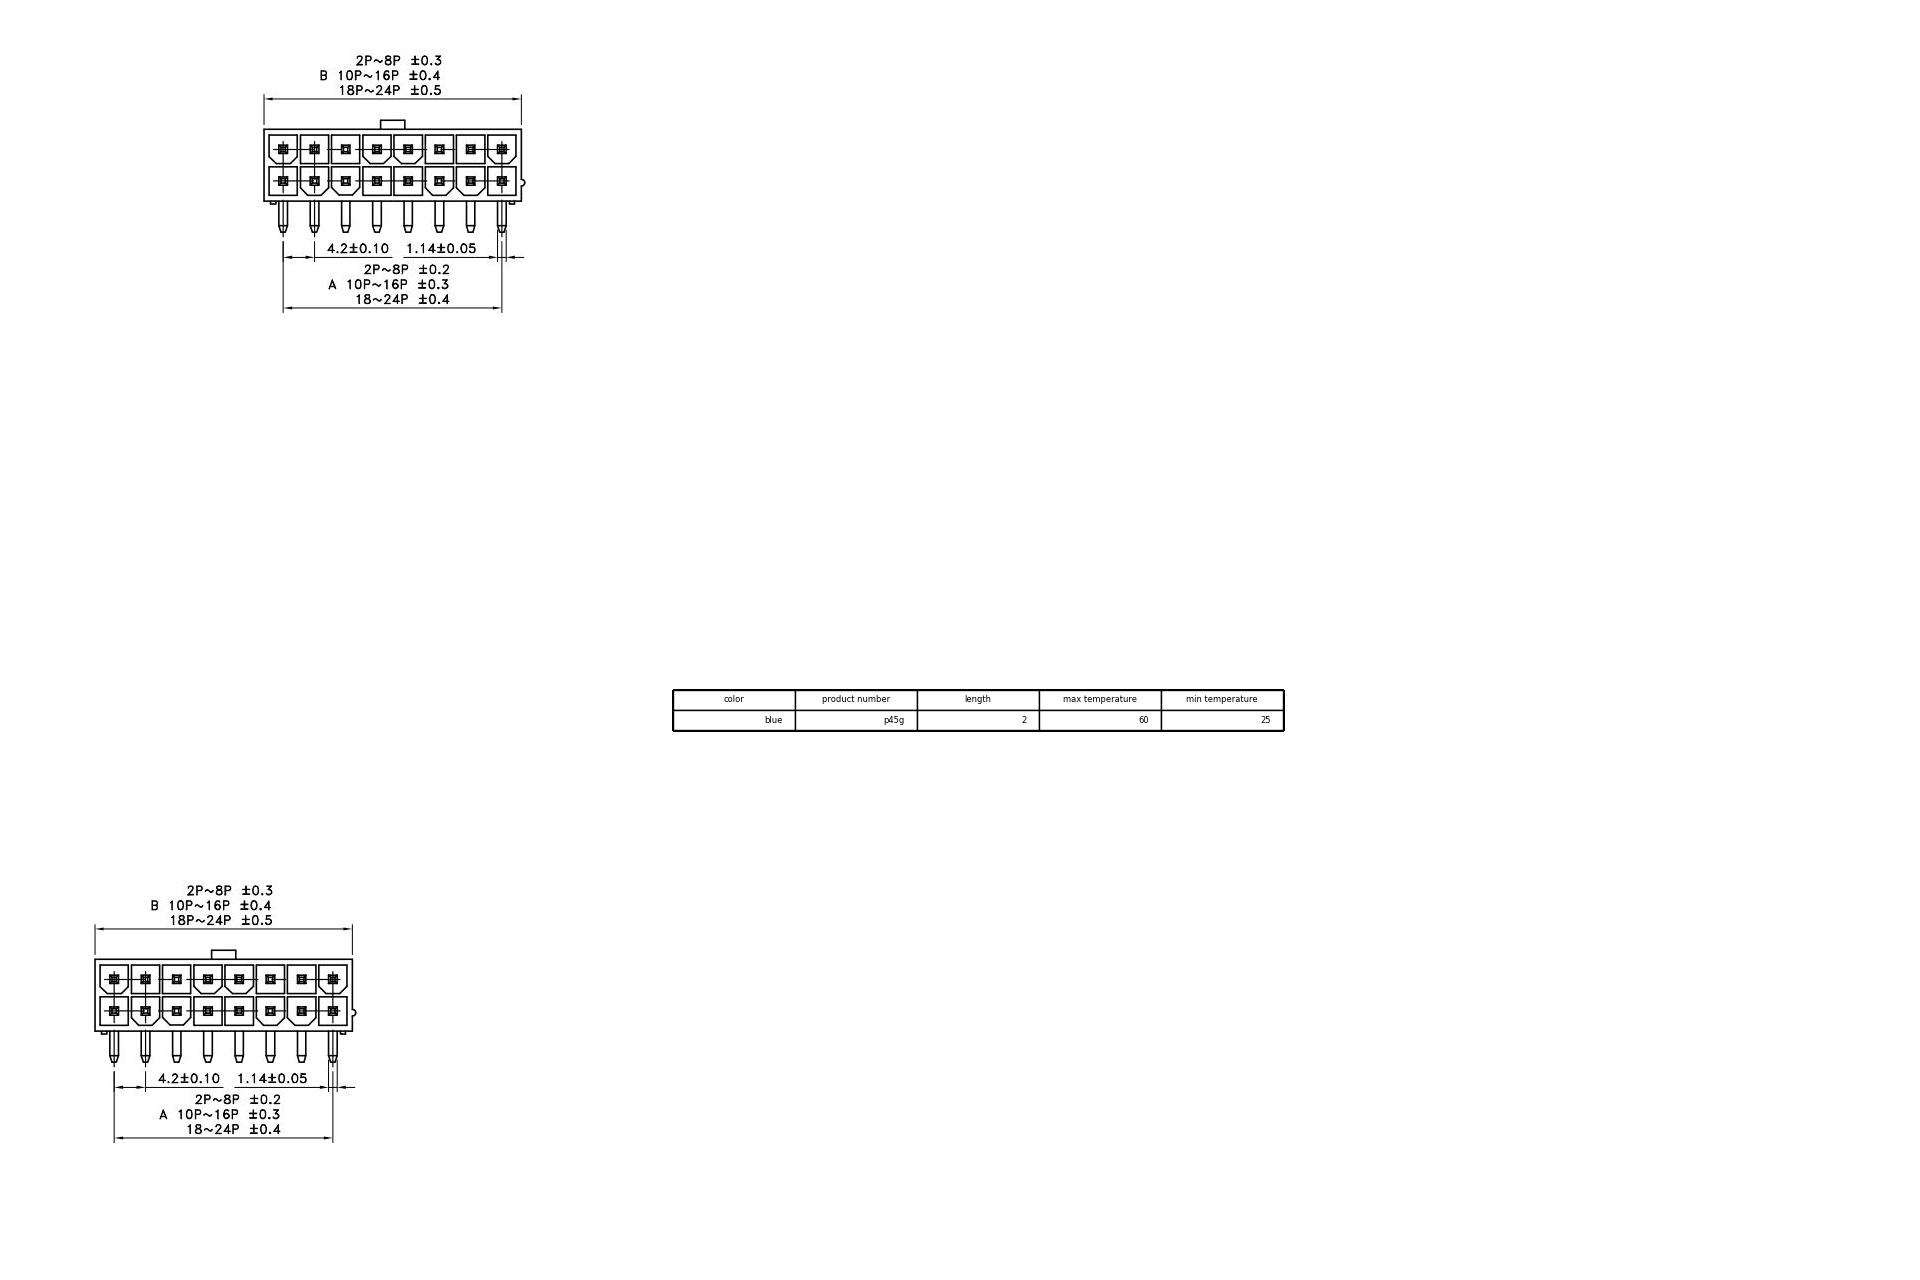 2P~8P ±0.3
B 10P~16P ±0.4
18P~24P ±0.5
4.2±0.10 1.14±0.05
2P~8P ±0.2
A 10P~16P ±0.3
18~24P ±0.4
color product number length max temperature min temperature
blue p45g 2 60 25
2P~8P ±0.3
B 10P~16P ±0.4
18P~24P ±0.5
4.2±0.10 1.14±0.05
2P~8P ±0.2
A 10P~16P ±0.3
18~24P ±0.4